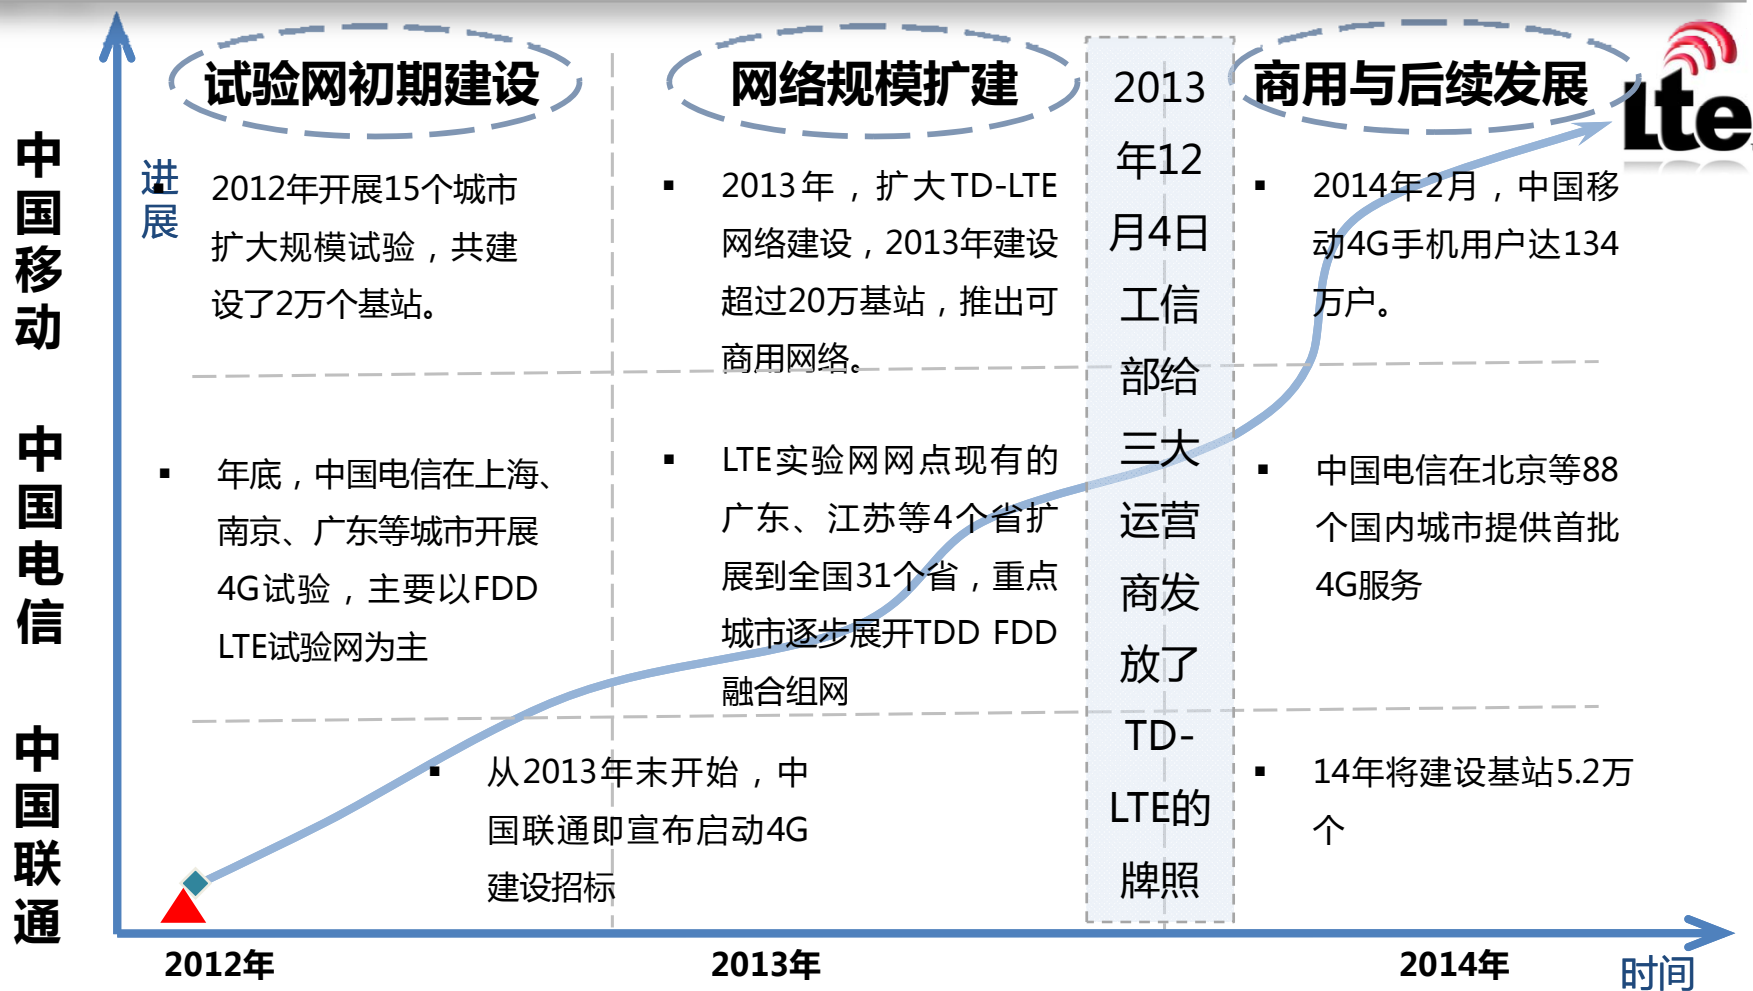 试验网初期建设
网络规模扩建
商用与后续发展
Lte
进
展
中
国
移
动
2012年开展15个城市
扩大规模试验，共建
设了2万个基站。
2013年，扩大TD-LTE
网络建设，2013年建设
超过20万基站，推出可
商用网络。
2014年2月，中国移
动4G手机用户达134
万户。
中
国
电
信
年底，中国电信在上海、
南京、广东等城市开展
4G试验，主要以FDD
LTE试验网为主
LTE实验网网点现有的
广东、江苏等4个省扩
展到全国31个省，重点
城市逐步展开TDD FDD
融合组网
中国电信在北京等88
个国内城市提供首批
4G服务
中
国
联
通
从2013年末开始，中
国联通即宣布启动4G
建设招标
14年将建设基站5.2万
个
2013
年12
月4日
工信
部给
三大
运营
商发
放了
TD-
LTE的
牌照
2012年
2013年
2014年
时间